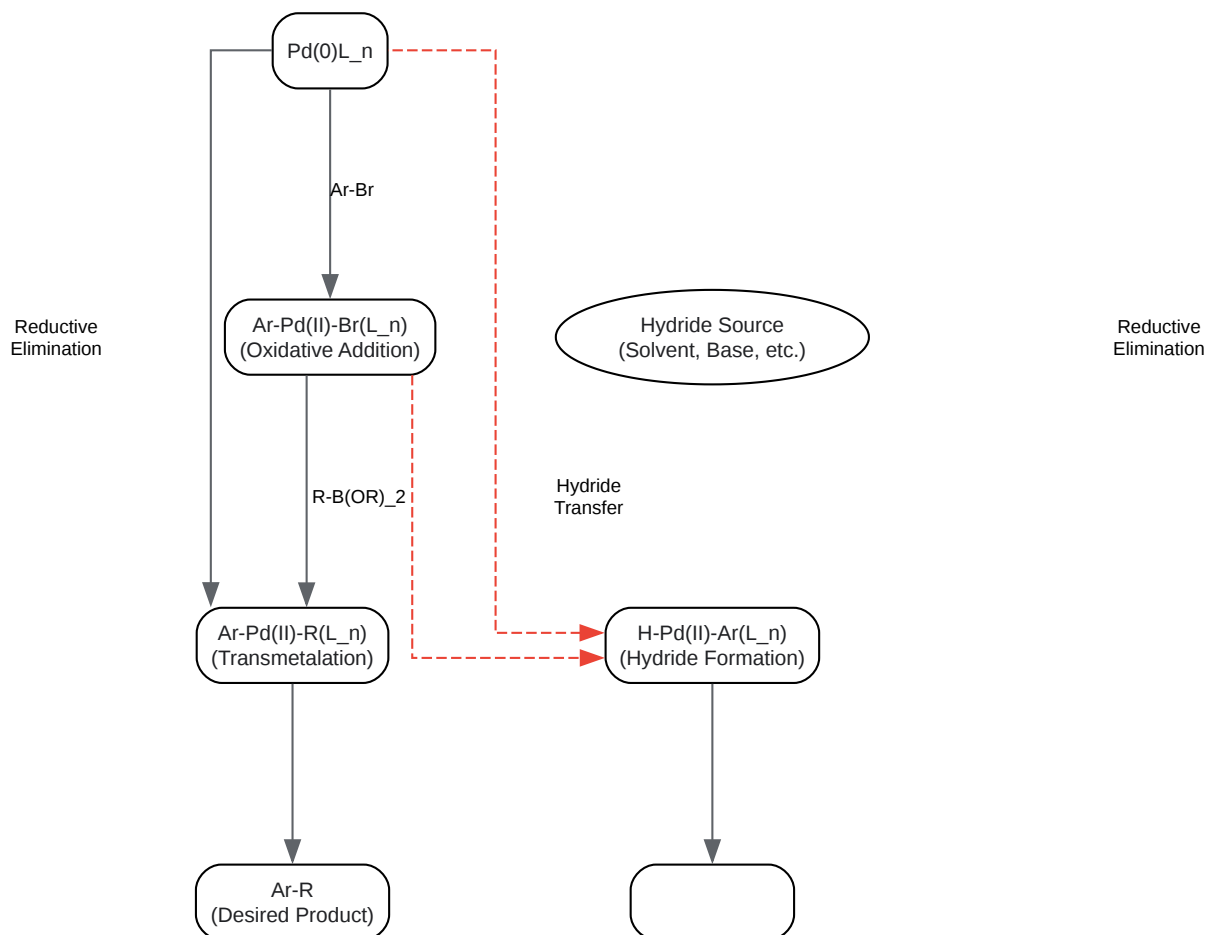 Pd(0)L_n
Ar-Br
Reductive
Elimination
Ar-Pd(II)-Br(L_n)
(Oxidative Addition)
Hydride Source
(Solvent, Base, etc.)
Reductive
Elimination
R-B(OR)_2
Hydride
Transfer
Ar-Pd(II)-R(L_n)
(Transmetalation)
H-Pd(II)-Ar(L_n)
(Hydride Formation)
Ar-R
(Desired Product)